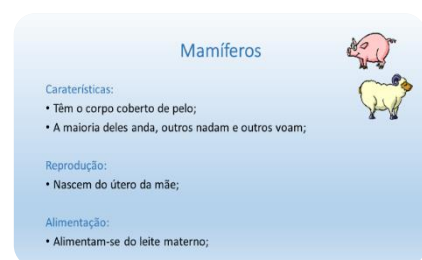 Mamíferos
Caraterísticas:
• Têm o corpo coberto de pelo;
• A maioria deles anda, outros nadam e outros voam;
Reprodução:
• Nascem do útero da mãe;
Alimentação:
• Alimentam-se do leite materno;